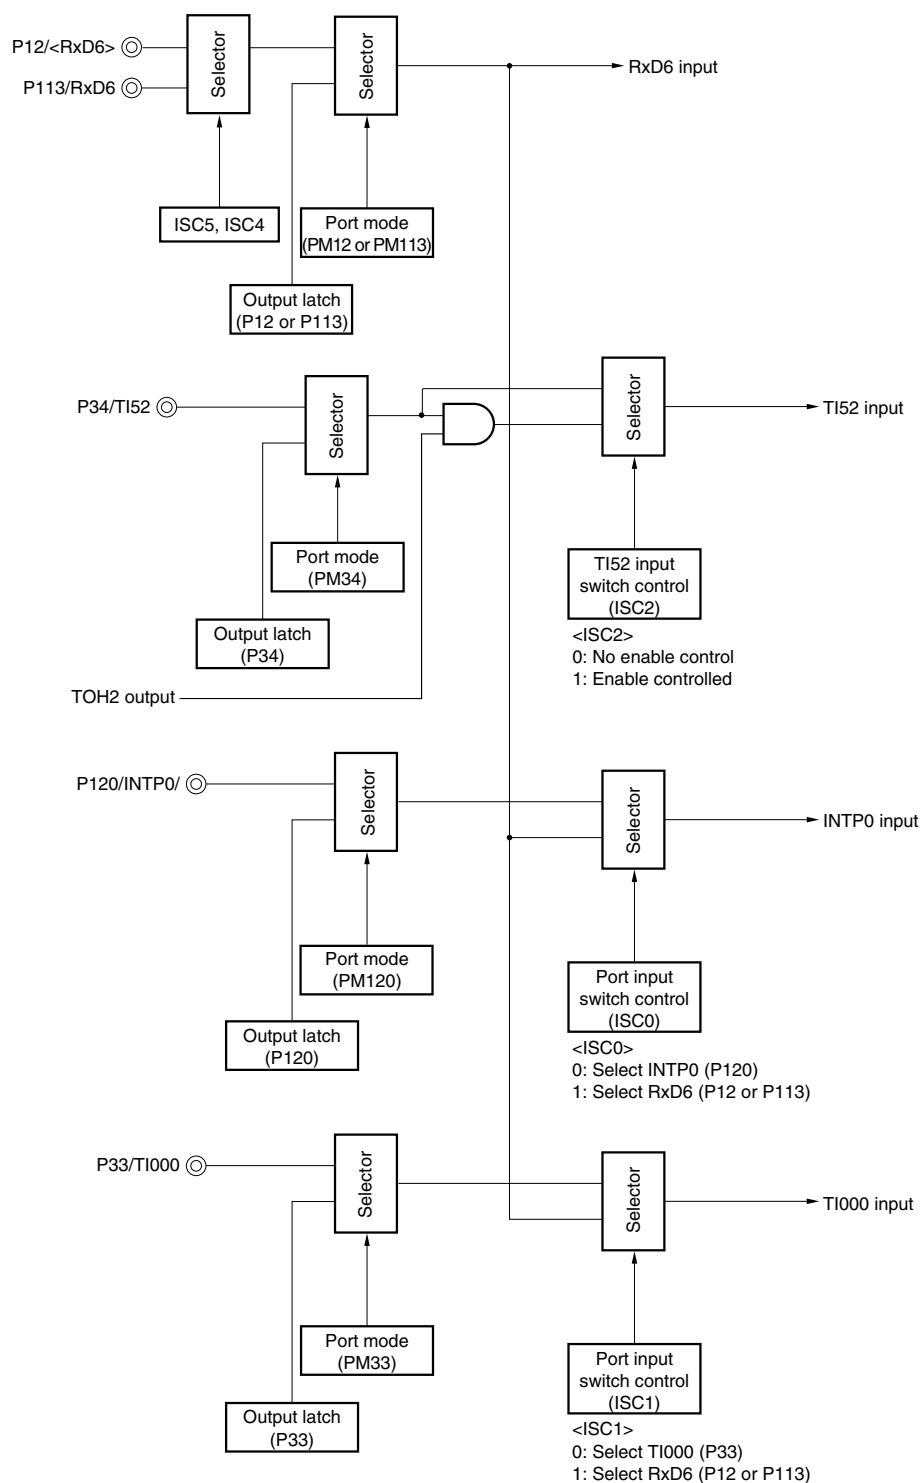 P12/<RxD6>
P113/RxD6
Selector
Selector
RxD6 input
ISC5, ISC4
Port mode
(PM12 or PM113)
Output latch
(P12 or P113)
P34/TI52
Selector
Selector
TI52 input
Port mode
(PM34)
TI52 input
switch control
(ISC2)
Output latch
(P34)
<ISC2>
0: No enable control
1: Enable controlled
TOH2 output
P120/INTP0/
Selector
Selector
INTP0 input
Port mode
(PM120)
Port input
switch control
(ISC0)
Output latch
(P120)
<ISC0>
0: Select INTP0 (P120)
1: Select RxD6 (P12 or P113)
P33/TI000
Selector
Selector
TI000 input
Port mode
(PM33)
Port input
switch control
(ISC1)
Output latch
(P33)
<ISC1>
0: Select TI000 (P33)
1: Select RxD6 (P12 or P113)